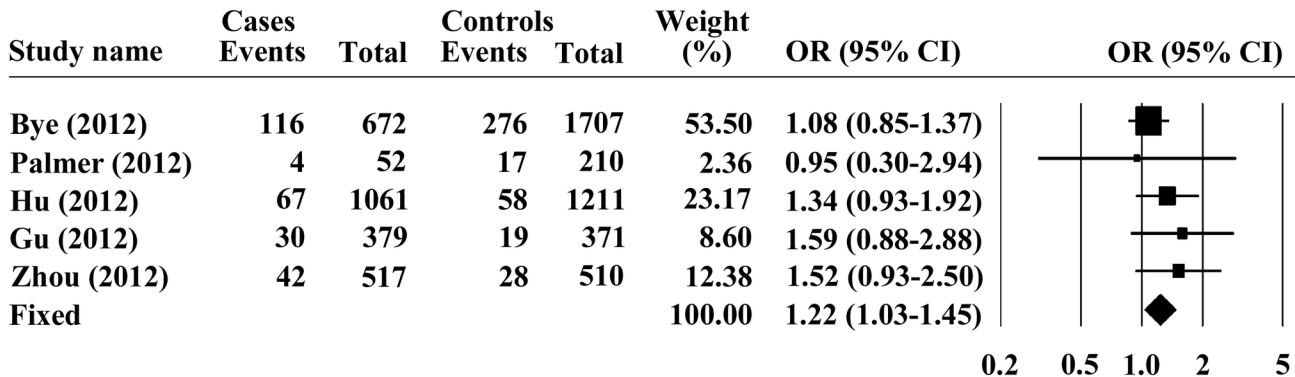 Cases Controls Weight
Study name Events Total Events Total (%) OR (95% CI) OR (95% CI)
Bye (2012) 116 672 276 1707 53.50 1.08 (0.85-1.37)
Palmer (2012) 4 52 17 210 2.36 0.95 (0.30-2.94)
Hu (2012) 67 1061 58 1211 23.17 1.34 (0.93-1.92)
Gu (2012) 30 379 19 371 8.60 1.59 (0.88-2.88)
Zhou (2012) 42 517 28 510 12.38 1.52 (0.93-2.50)
Fixed 100.00 1.22 (1.03-1.45)
0.2 0.5 1.0 2 5